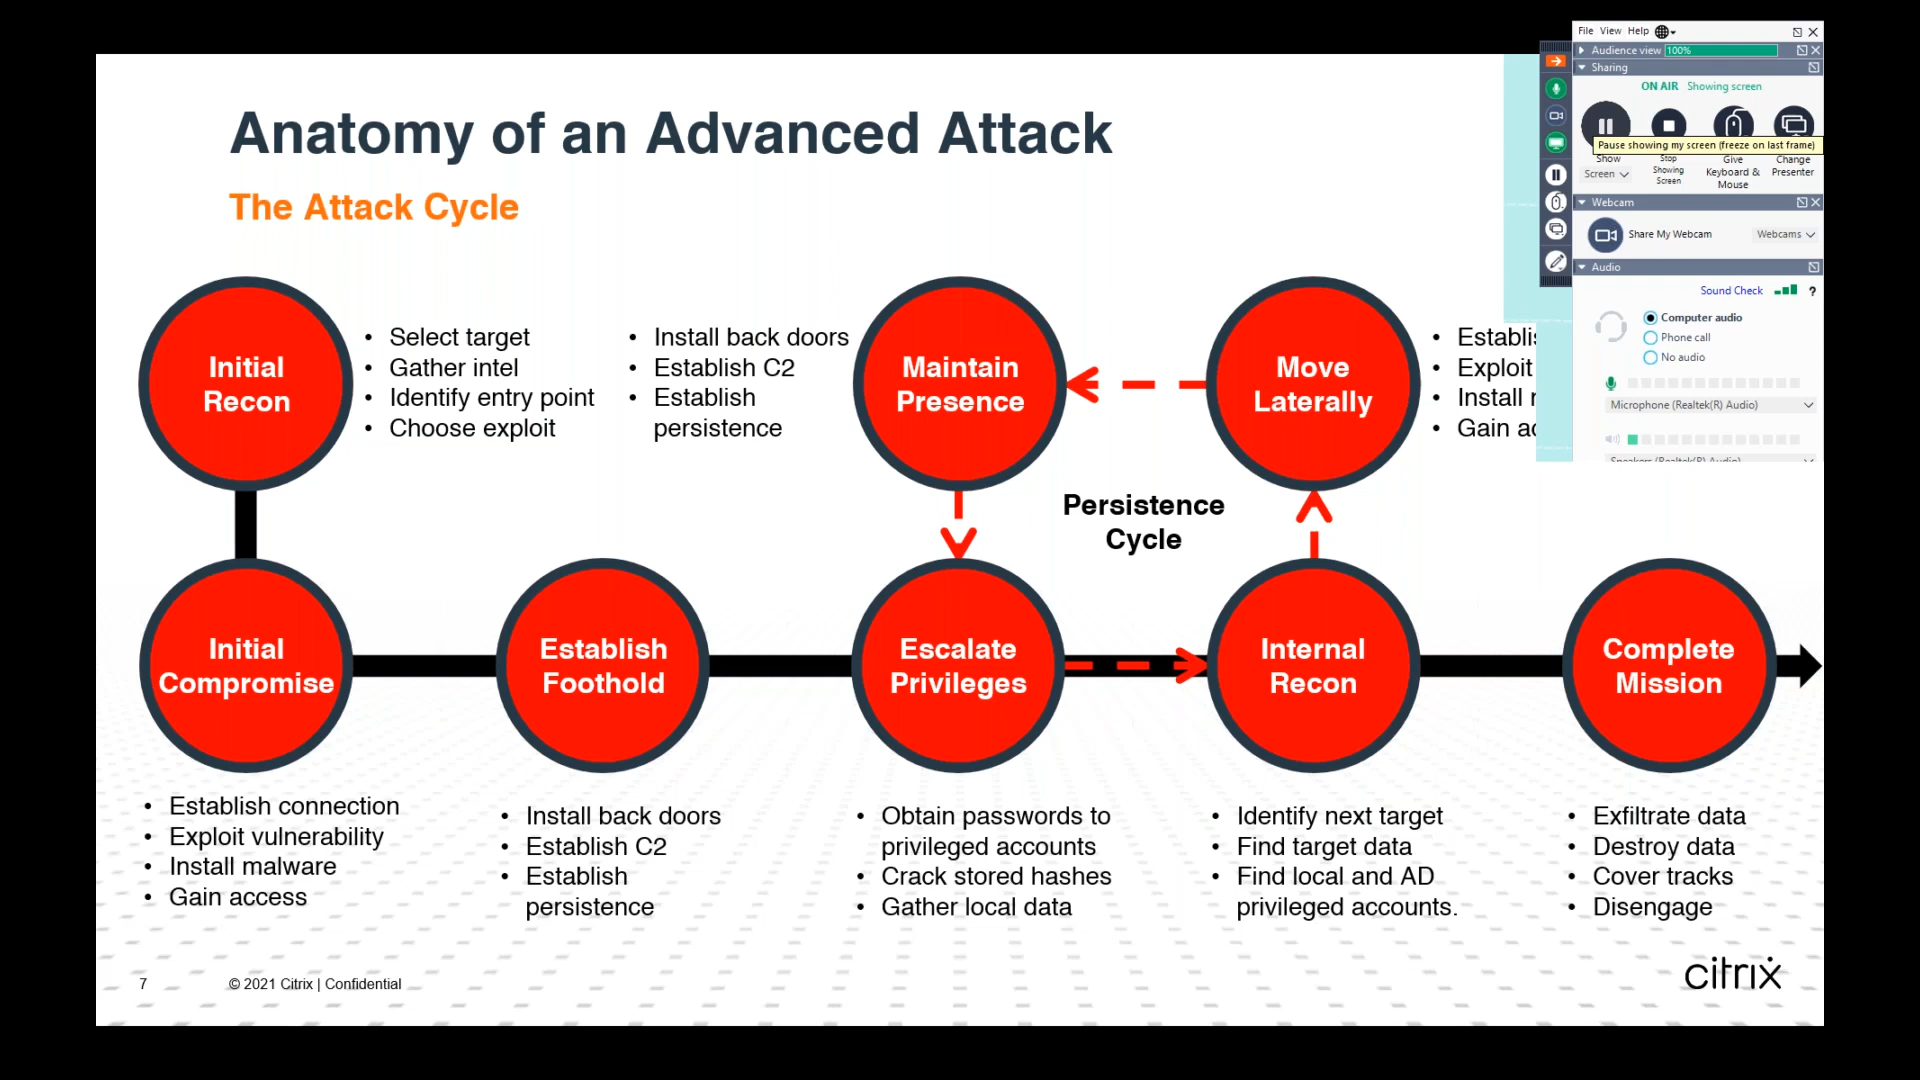 Anatomy of an Advanced Attack
The Attack Cycle
Initial
Recon
• Select target
• Gather intel
• Identify entry point
• Choose exploit
• Install back doors
• Establish C2
• Establish
persistence
Maintain
Presence
Move
Laterally
• Establis
• Exploit
• Install
• Gain
Persistence
Cycle
Initial
Compromise
Establish
Foothold
Escalate
Privileges
Internal
Recon
Complete
Mission
• Establish connection
• Exploit vulnerability
• Install malware
• Gain access
• Install back doors
• Establish C2
• Establish
persistence
• Obtain passwords to
privileged accounts
• Crack stored hashes
• Gather local data
• Identify next target
• Find target data
• Find local and AD
privileged accounts.
• Exfiltrate data
• Destroy data
• Cover tracks
• Disengage
7
© 2021 Citrix | Confidential
citrix
File View Help
Audience view 100%
Sharing
ON AIR Showing screen
Pause showing my screen (freeze on last frame)
Show
Screen
Stop
Showing
Screen
Give
Keyboard &
Mouse
Change
Presenter
Webcam
Share My Webcam
Webcams
Audio
Sound Check
?
Computer audio
Phone call
No audio
Microphone (Realtek(R) Audio)
Speakers (Realtek(R) Audio)